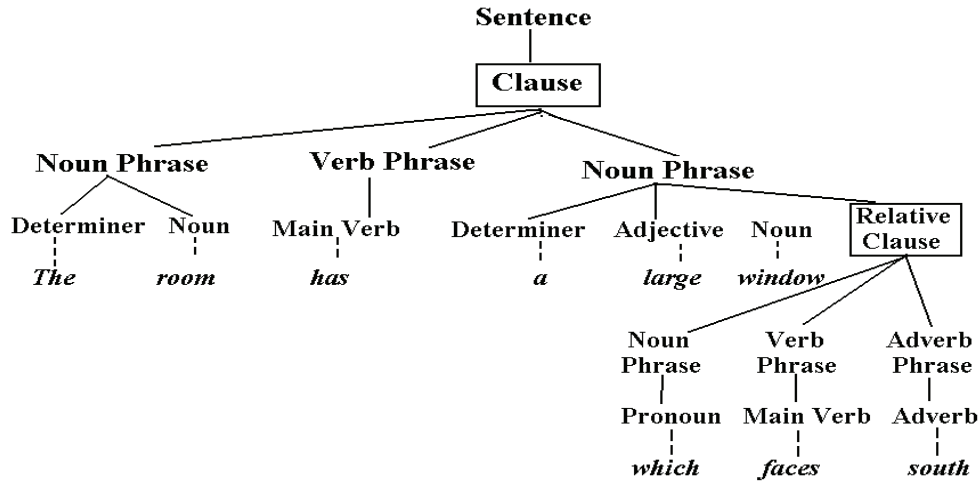 Sentence
Clause
Noun Phrase Verb Phrase Noun Phrase
Determiner Noun Main Verb Determiner Adjective Noun Relative
Clause
The room has a large window
Noun Verb Adverb
Phrase Phrase Phrase
Pronoun Main Verb Adverb
which faces south